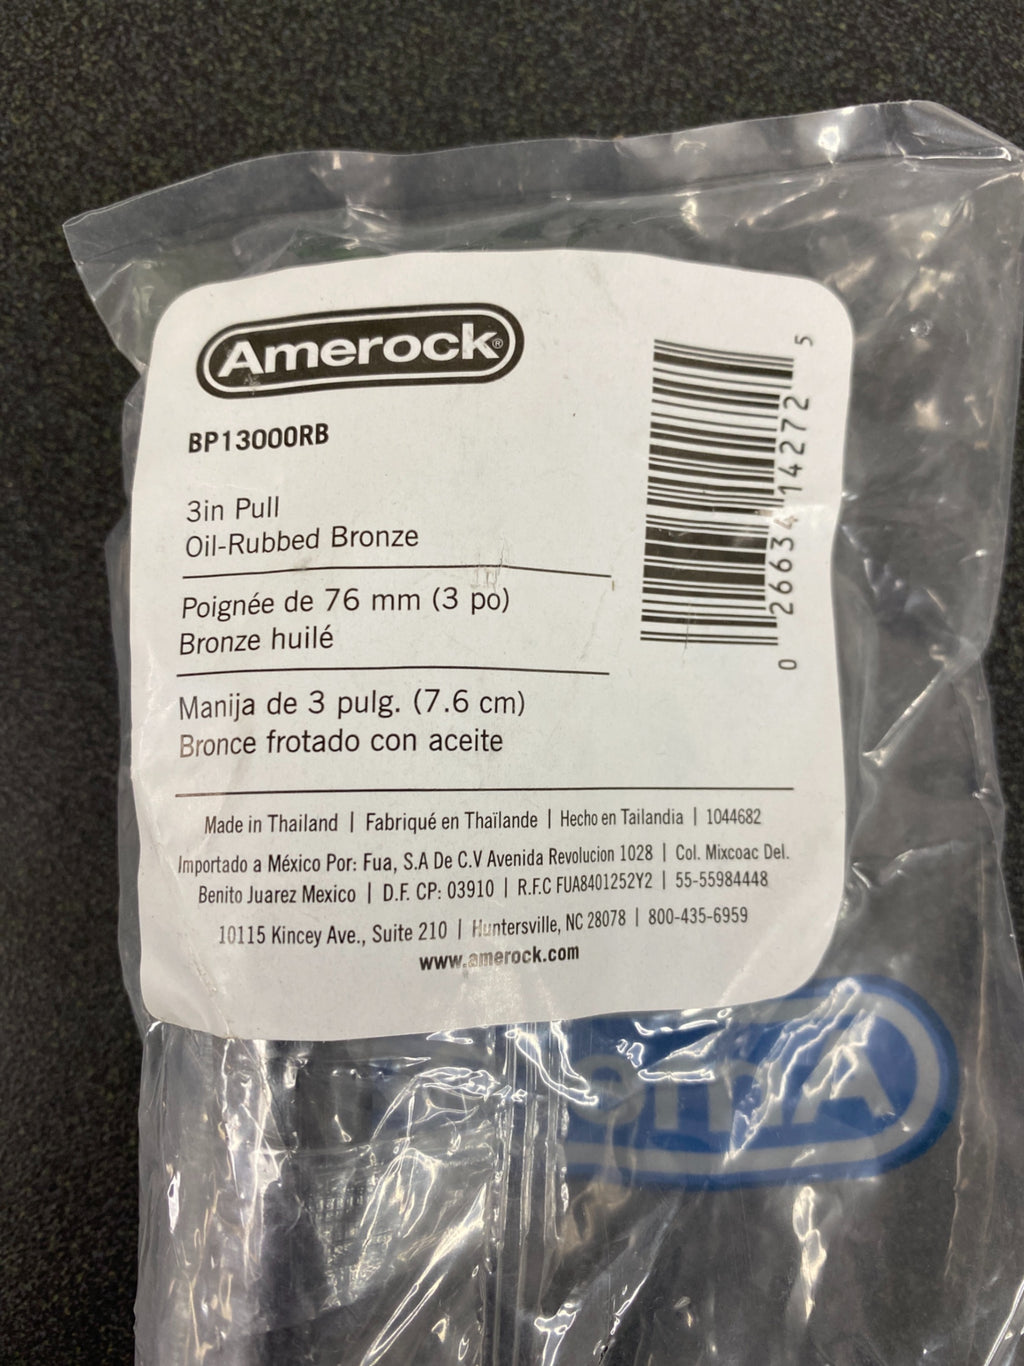 Amerock®
BP13000RB
3in Pull
Oil-Rubbed Bronze
Poignée de 76 mm (3 po)
Bronze huilé
Manija de 3 pulg. (7.6 cm)
Bronce frotado con aceite
Made in Thailand | Fabriqué en Thaïlande | Hecho en Tailandia | 1044682
Importado a México Por: Fua, S.A De C.V Avenida Revolucion 1028 | Col. Mixcoac Del.
Benito Juarez Mexico | D.F. CP: 03910 | R.F.C FUA8401252Y2 | 55-55984448
10115 Kincey Ave., Suite 210 | Huntersville, NC 28078 | 800-435-6959
www.amerock.com
0 26634 14272 5